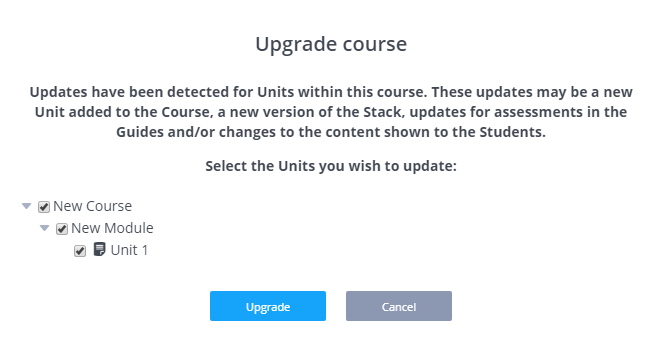 Upgrade course
Updates have been detected for Units within this course. These updates may be a new
Unit added to the Course, a new version of the Stack, updates for assessments in the
Guides and/or changes to the content shown to the Students.
Select the Units you wish to update:
New Course
New Module
Unit 1
Upgrade Cancel